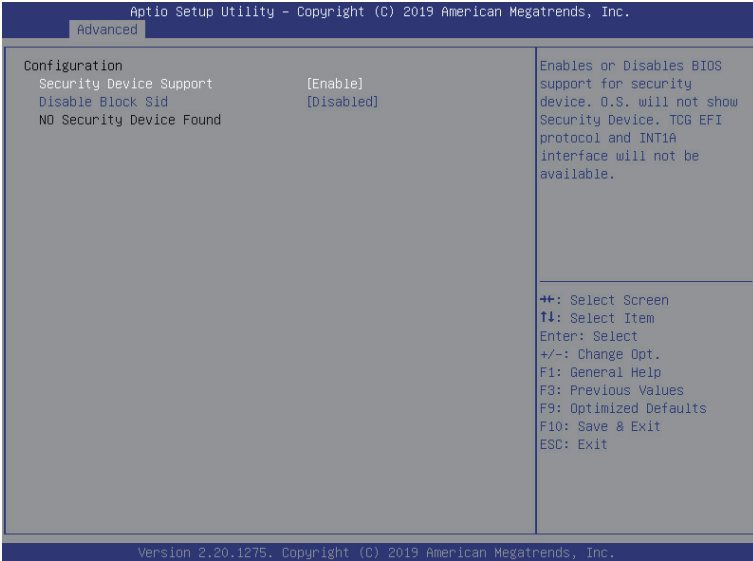 Aptio Setup Utility – Copyright (C) 2019 American Megatrends, Inc.
Advanced
Configuration
Security Device Support [Enable]
Disable Block Sid [Disabled]
NO Security Device Found
Enables or Disables BIOS
support for security
device. O.S. will not show
Security Device. TCG EFI
protocol and INT1A
interface will not be
available.
→←: Select Screen
↑↓: Select Item
Enter: Select
+/-: Change Opt.
F1: General Help
F3: Previous Values
F9: Optimized Defaults
F10: Save & Exit
ESC: Exit
Version 2.20.1275. Copyright (C) 2019 American Megatrends, Inc.